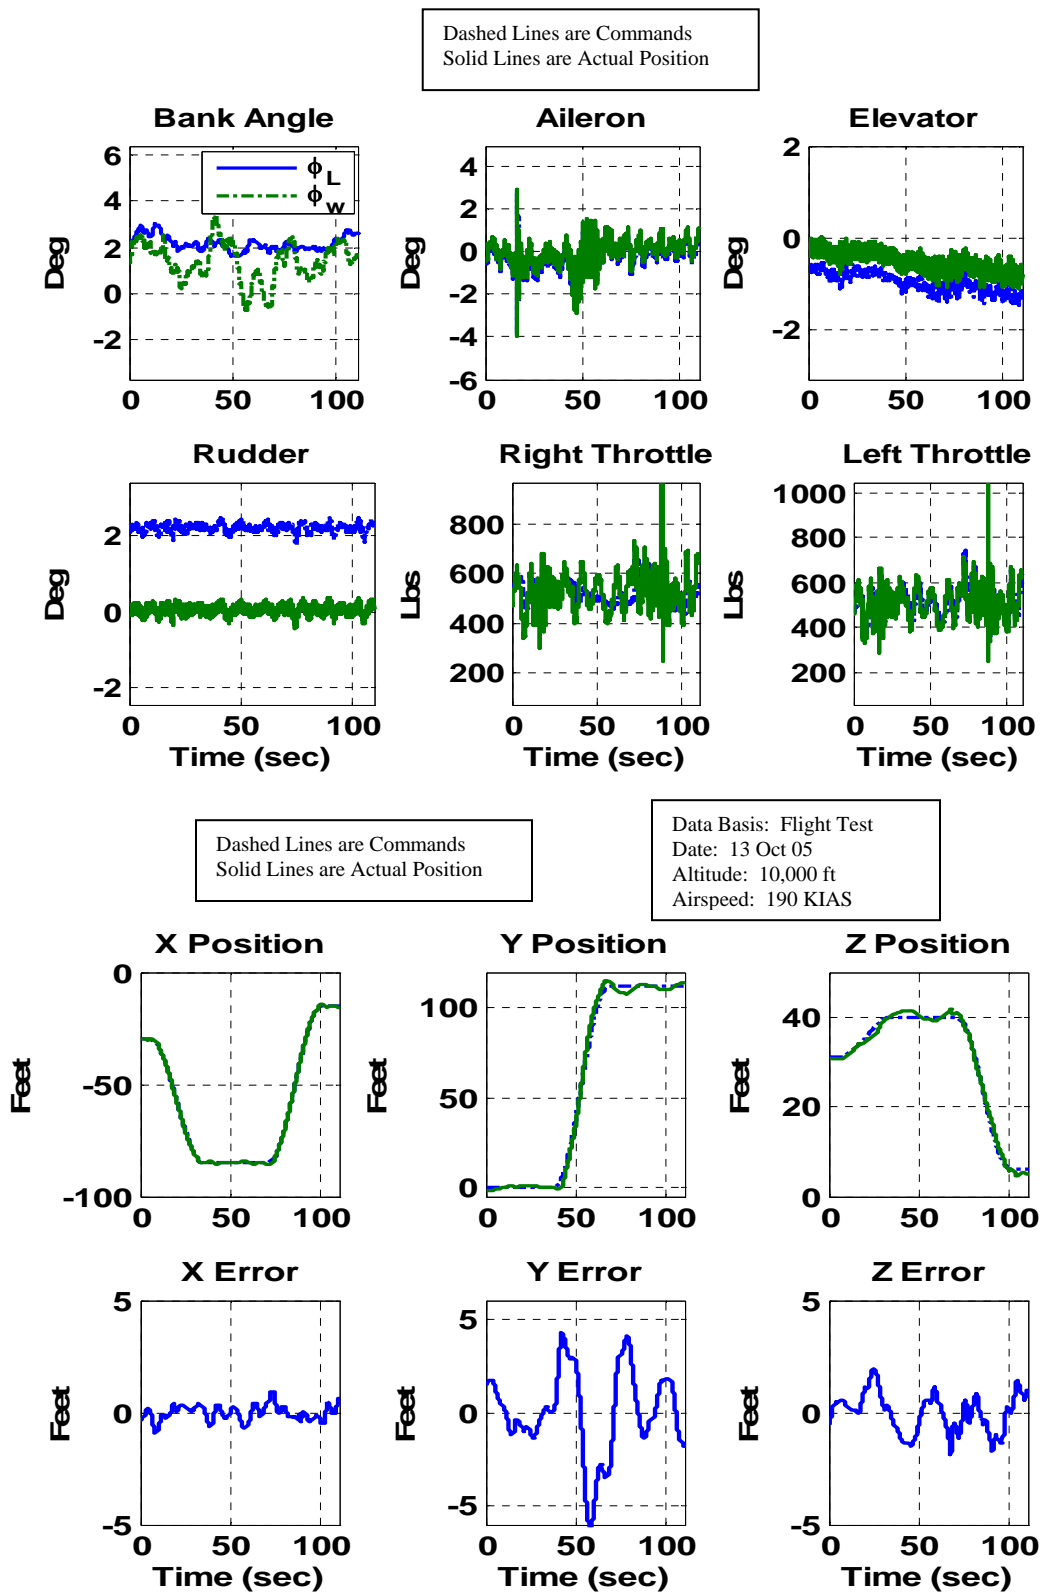 Dashed Lines are Commands
Solid Lines are Actual Position
Bank Angle
Aileron
Elevator
6
4
2
0
-2
Deg
ϕL
ϕW
0 50 100
4
2
0
-2
-4
-6
Deg
0 50 100
2
0
-2
Deg
0 50 100
Rudder
Right Throttle
Left Throttle
2
0
-2
Deg
0 50 100
Time (sec)
800
600
400
200
Lbs
0 50 100
Time (sec)
1000
800
600
400
200
Lbs
0 50 100
Time (sec)
Dashed Lines are Commands
Solid Lines are Actual Position
Data Basis: Flight Test
Date: 13 Oct 05
Altitude: 10,000 ft
Airspeed: 190 KIAS
X Position
Y Position
Z Position
0
-50
-100
Feet
0 50 100
100
50
0
Feet
0 50 100
40
20
0
Feet
0 50 100
X Error
Y Error
Z Error
5
0
-5
Feet
0 50 100
Time (sec)
5
0
-5
Feet
0 50 100
Time (sec)
5
0
-5
Feet
0 50 100
Time (sec)